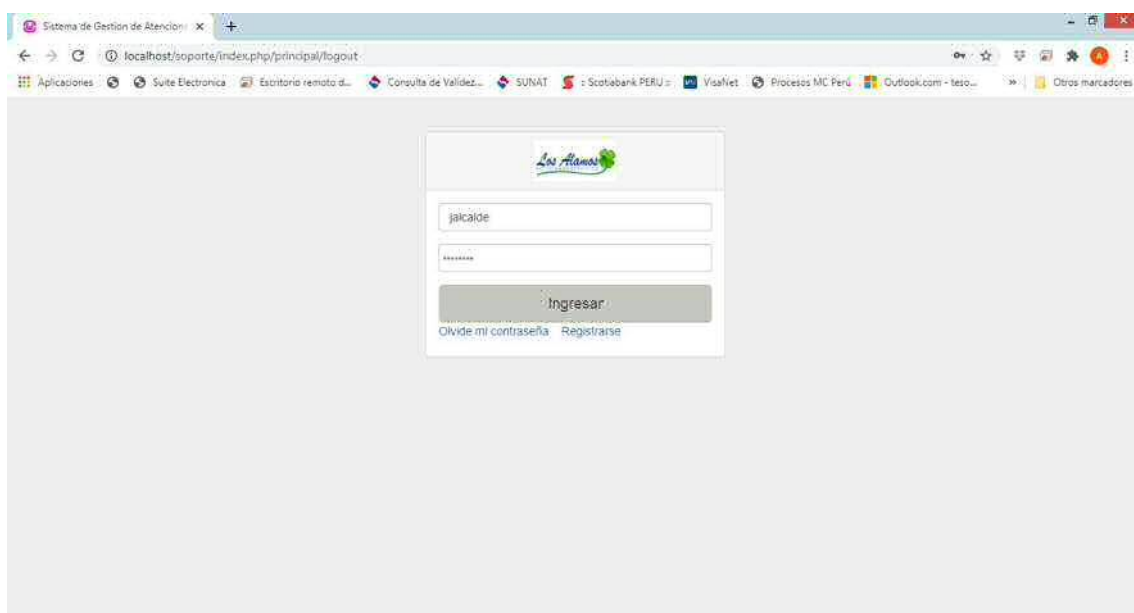 Sistema de Gestion de Atencion
localhost/soporte/index.php/principal/logout
Aplicaciones Suite Electronica Escritorio remoto d... Consulta de Validez... SUNAT :: Scotiabank PERU :: VisaNet Procesos MC Perú Outlook.com - teso... » Otros marcadores
Los Alamos
jalcalde
Ingresar
Olvide mi contraseña Registrarse